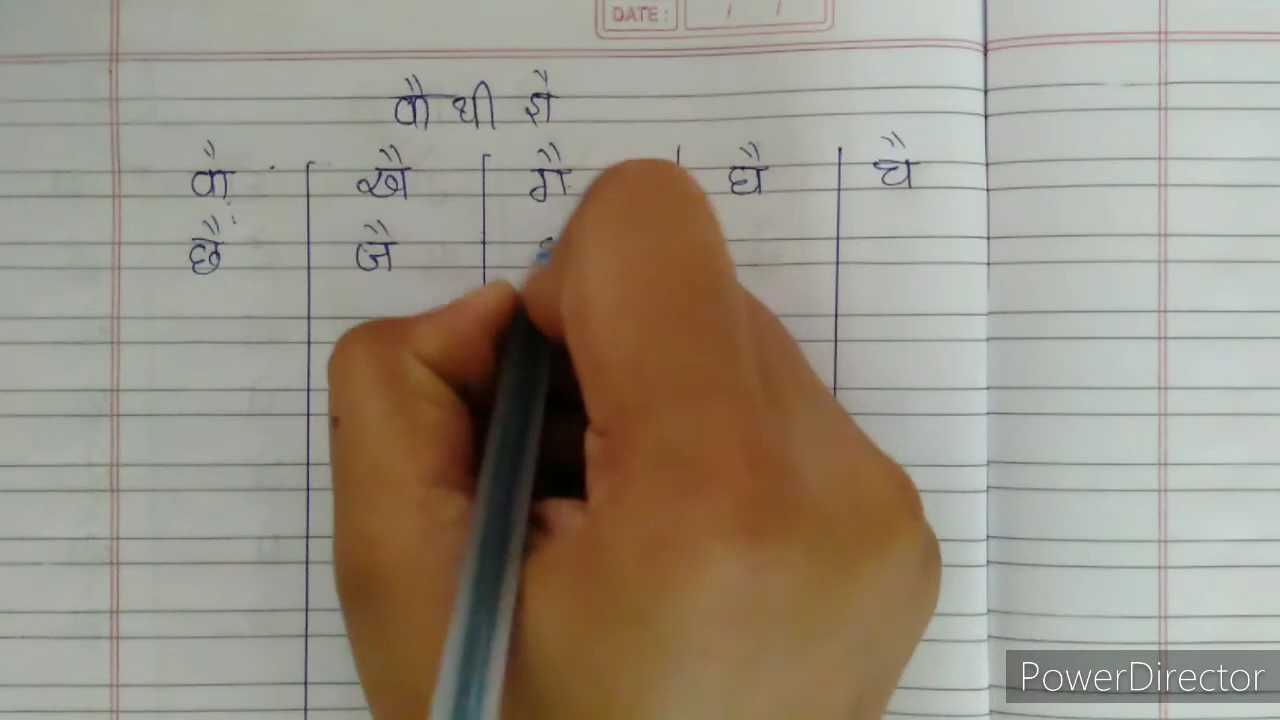 DATE: / /
कै थी ज्ञै
कै खै गै घै चै
छै जै
PowerDirector